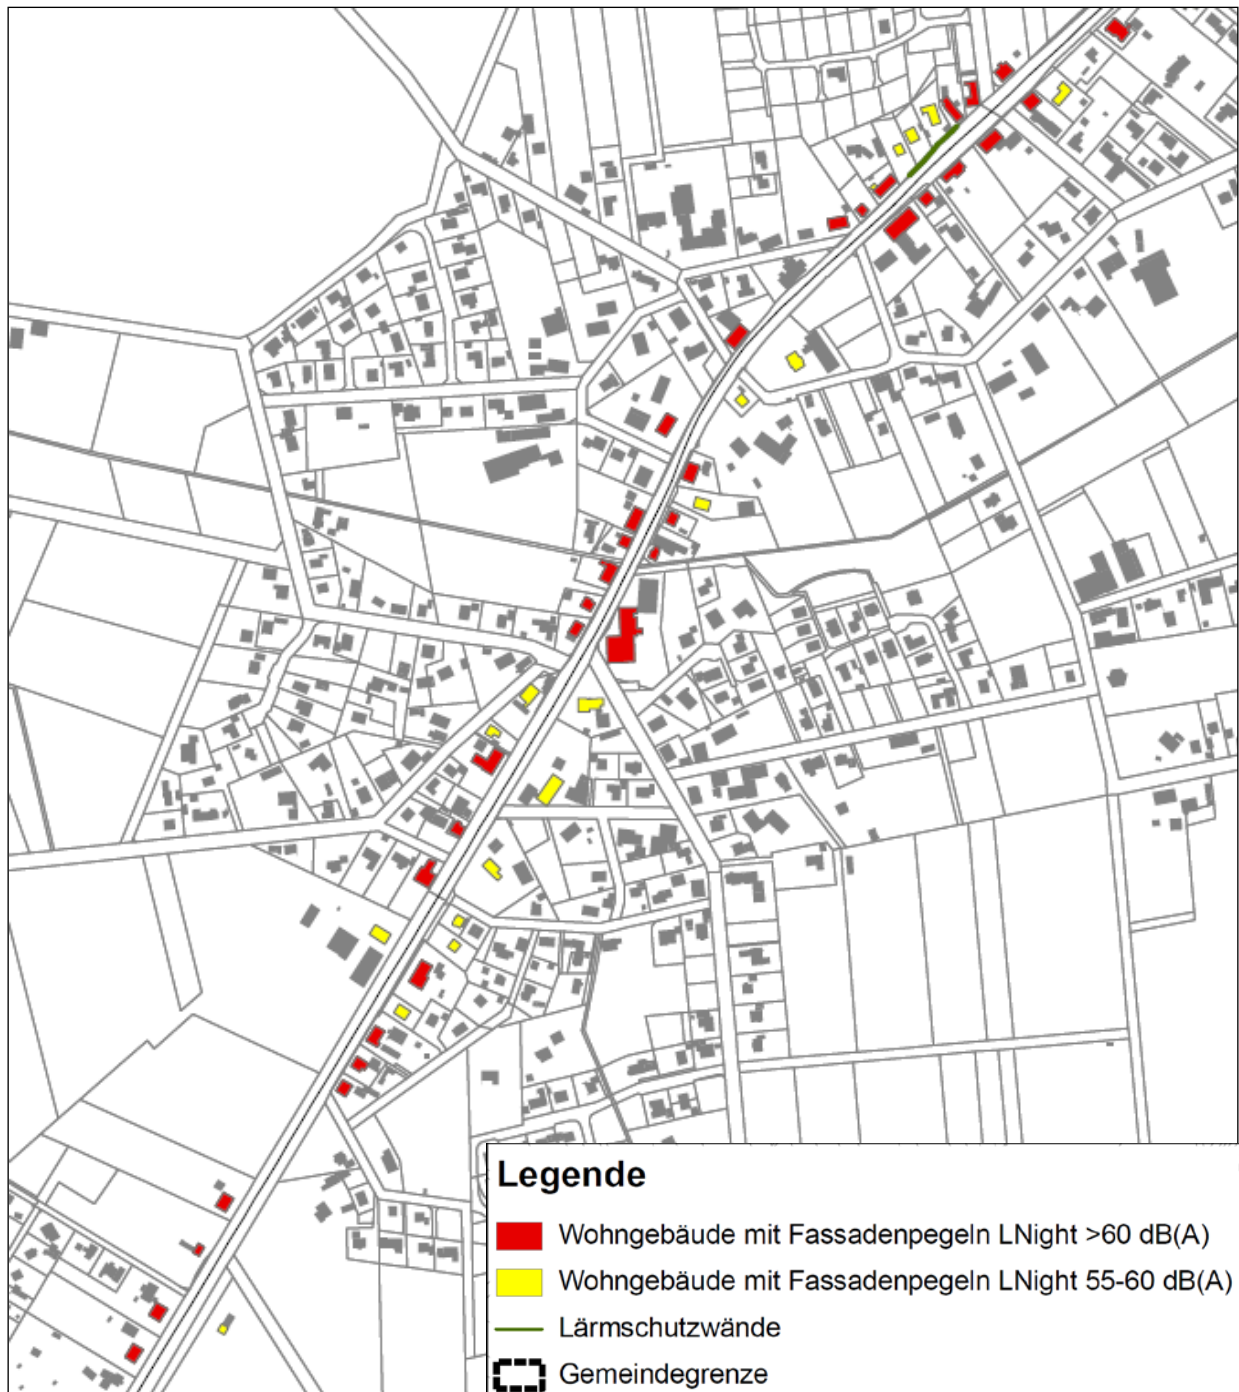 Legende
Wohngebäude mit Fassadenpegeln LNight >60 dB(A)
Wohngebäude mit Fassadenpegeln LNight 55-60 dB(A)
Lärmschutzwände
Gemeindegrenze